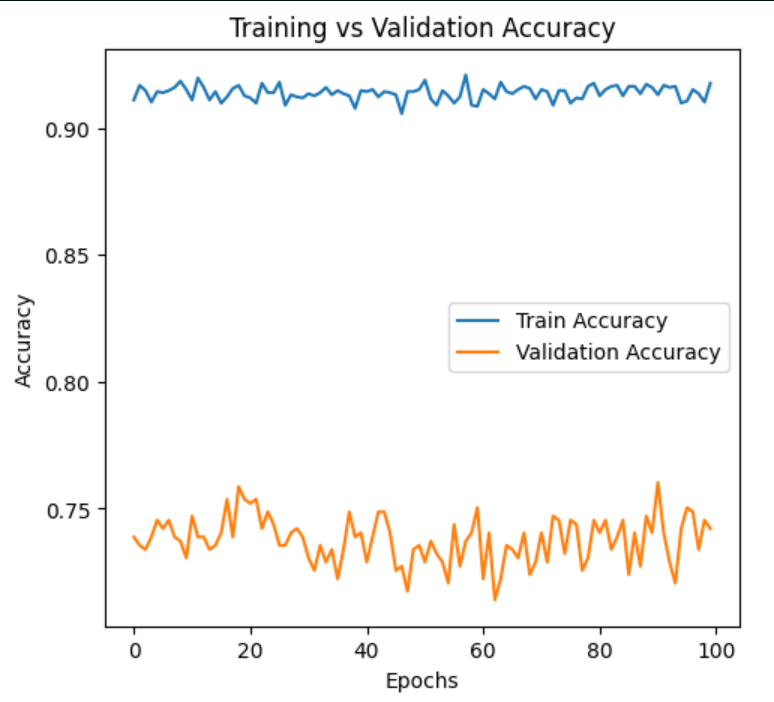 Training vs Validation Accuracy
0.90
0.85
0.80
0.75
Accuracy
Train Accuracy
Validation Accuracy
0 20 40 60 80 100
Epochs